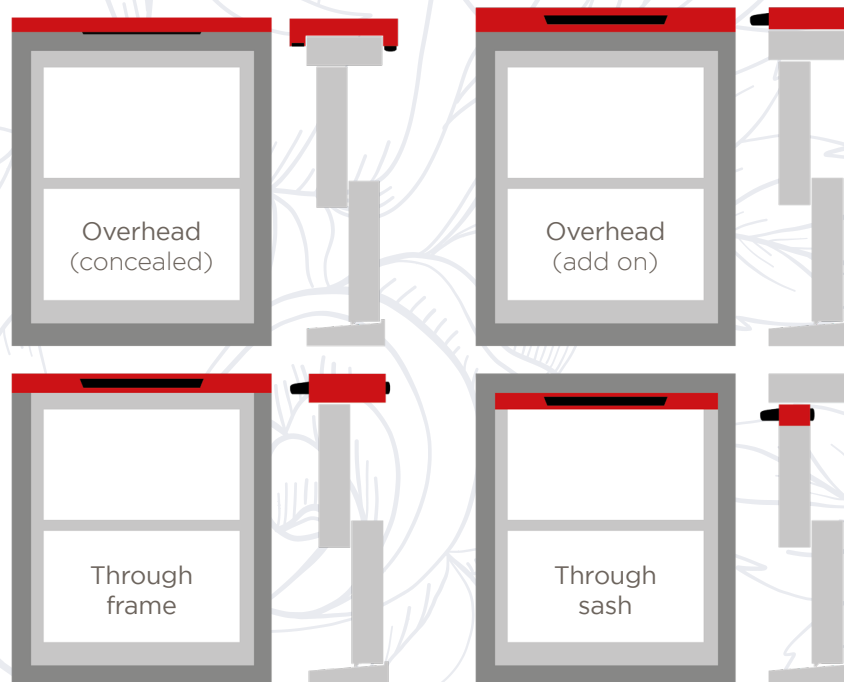 Overhead
(concealed)
Overhead
(add on)
Through
frame
Through
sash